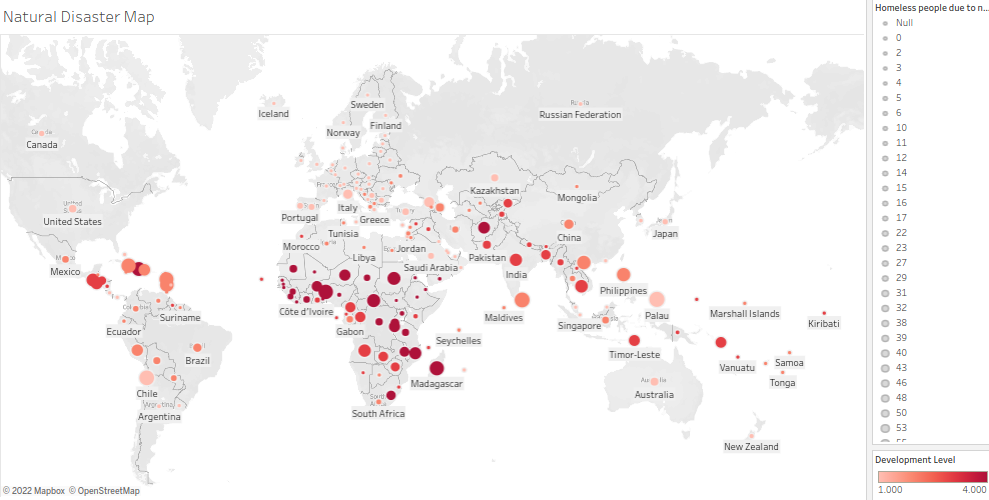 Natural Disaster Map
Iceland
Sweden
Norway
Finland
Russian Federation
Canada
United States
Mexico
Portugal
Italy
Greece
Kazakhstan
Mongolia
China
Japan
Tunisia
Morocco
Libya
Jordan
Saudi Arabia
Pakistan
India
Philippines
Côte d'Ivoire
Gabon
Maldives
Singapore
Palau
Marshall Islands
Kiribati
Suriname
Ecuador
Brazil
Seychelles
Timor-Leste
Vanuatu
Samoa
Tonga
Madagascar
Chile
Argentina
South Africa
Australia
New Zealand
© 2022 Mapbox © OpenStreetMap
Homeless people due to n...
Null
0
2
3
4
5
6
10
11
12
14
15
16
17
22
23
27
29
31
32
38
39
40
43
46
48
50
53
55
Development Level
1.000 4.000